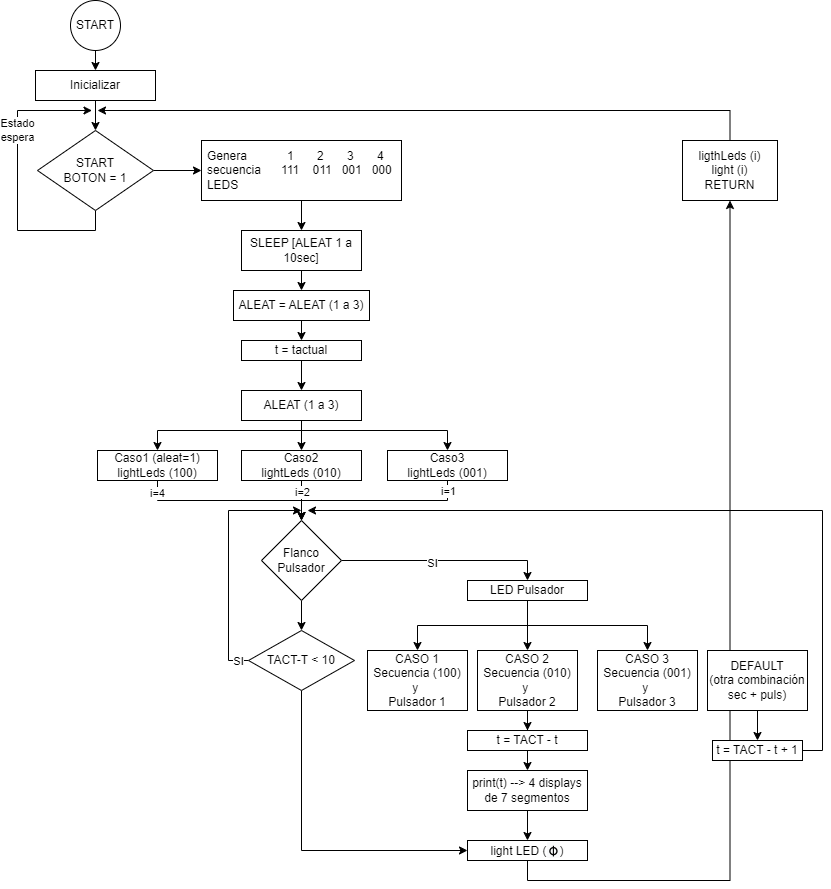 START
Inicializar
Estado
espera
START
BOTON = 1
Genera 1 2 3 4
secuencia 111 011 001 000
LEDS
ligthLeds (i)
light (i)
RETURN
SLEEP [ALEAT 1 a
10sec]
ALEAT = ALEAT (1 a 3)
t = tactual
ALEAT (1 a 3)
Caso1 (aleat=1)
lightLeds (100)
Caso2
lightLeds (010)
Caso3
lightLeds (001)
i=4
i=2
i=1
Flanco
Pulsador
SI
LED Pulsador
TACT-T < 10
SI
CASO 1
Secuencia (100)
y
Pulsador 1
CASO 2
Secuencia (010)
y
Pulsador 2
CASO 3
Secuencia (001)
y
Pulsador 3
DEFAULT
(otra combinación
sec + puls)
t = TACT - t
t = TACT - t + 1
print(t) --> 4 displays
de 7 segmentos
light LED ( Φ )